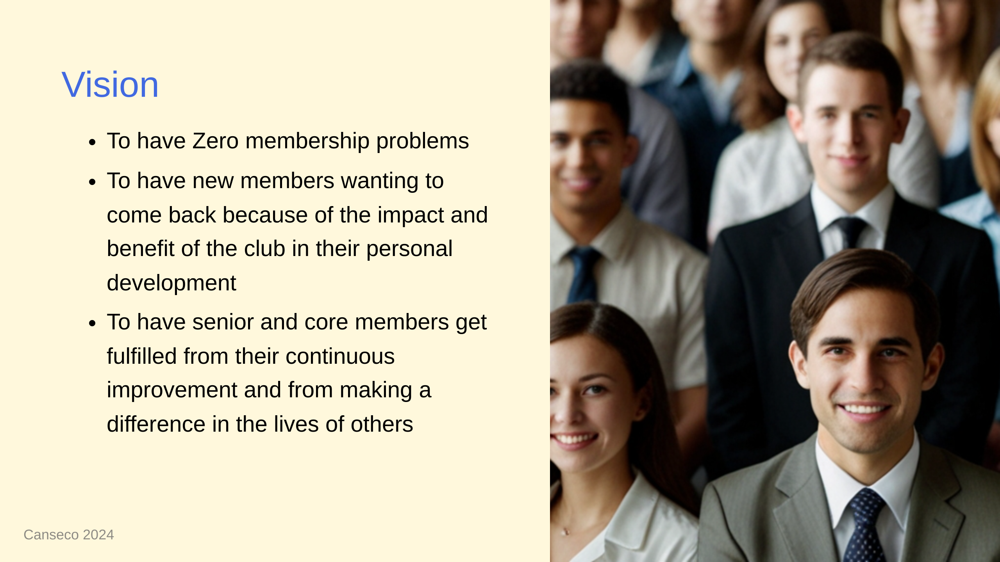 Vision
• To have Zero membership problems
• To have new members wanting to
come back because of the impact and
benefit of the club in their personal
development
• To have senior and core members get
fulfilled from their continuous
improvement and from making a
difference in the lives of others
Canseco 2024